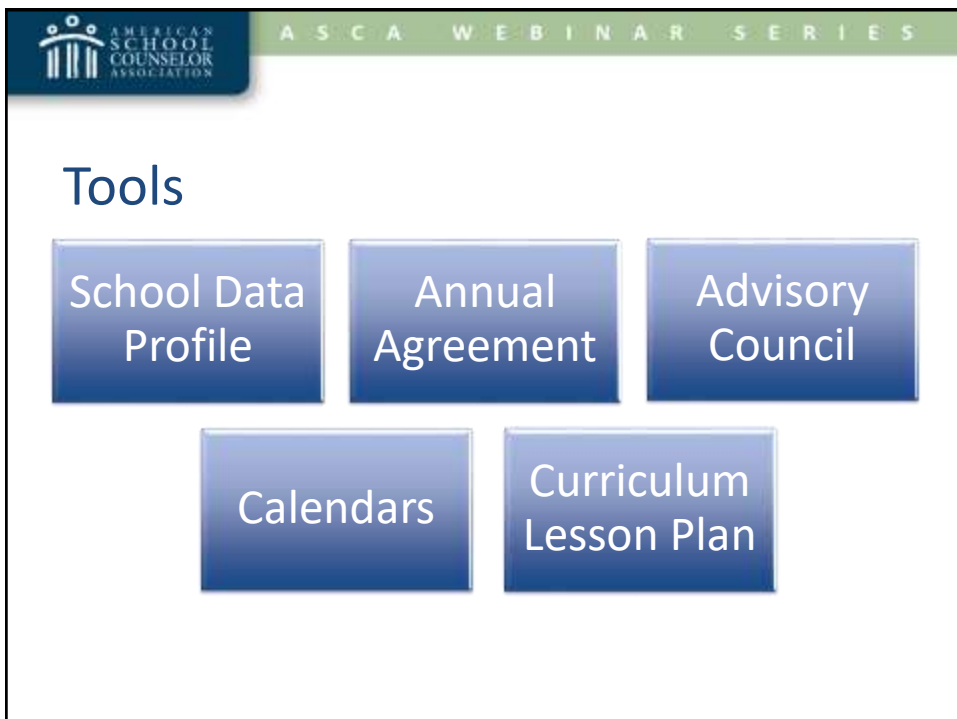 AMERICAN
SCHOOL
COUNSELOR
ASSOCIATION
ASCA WEBINAR SERIES
Tools
School Data
Profile
Annual
Agreement
Advisory
Council
Calendars
Curriculum
Lesson Plan